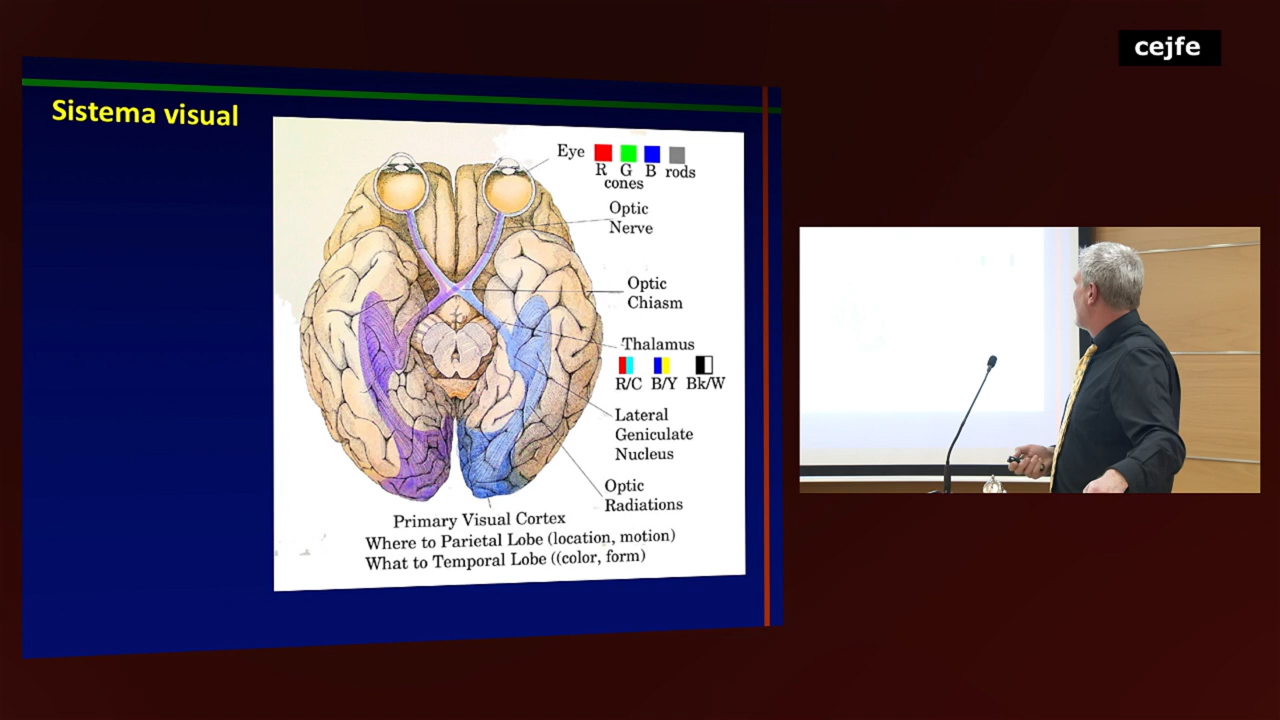 cejfe
Sistema visual
Eye
R G B rods
cones
Optic
Nerve
Optic
Chiasm
Thalamus
R/C B/Y Bk/W
Lateral
Geniculate
Nucleus
Optic
Radiations
Primary Visual Cortex
Where to Parietal Lobe (location, motion)
What to Temporal Lobe ((color, form)